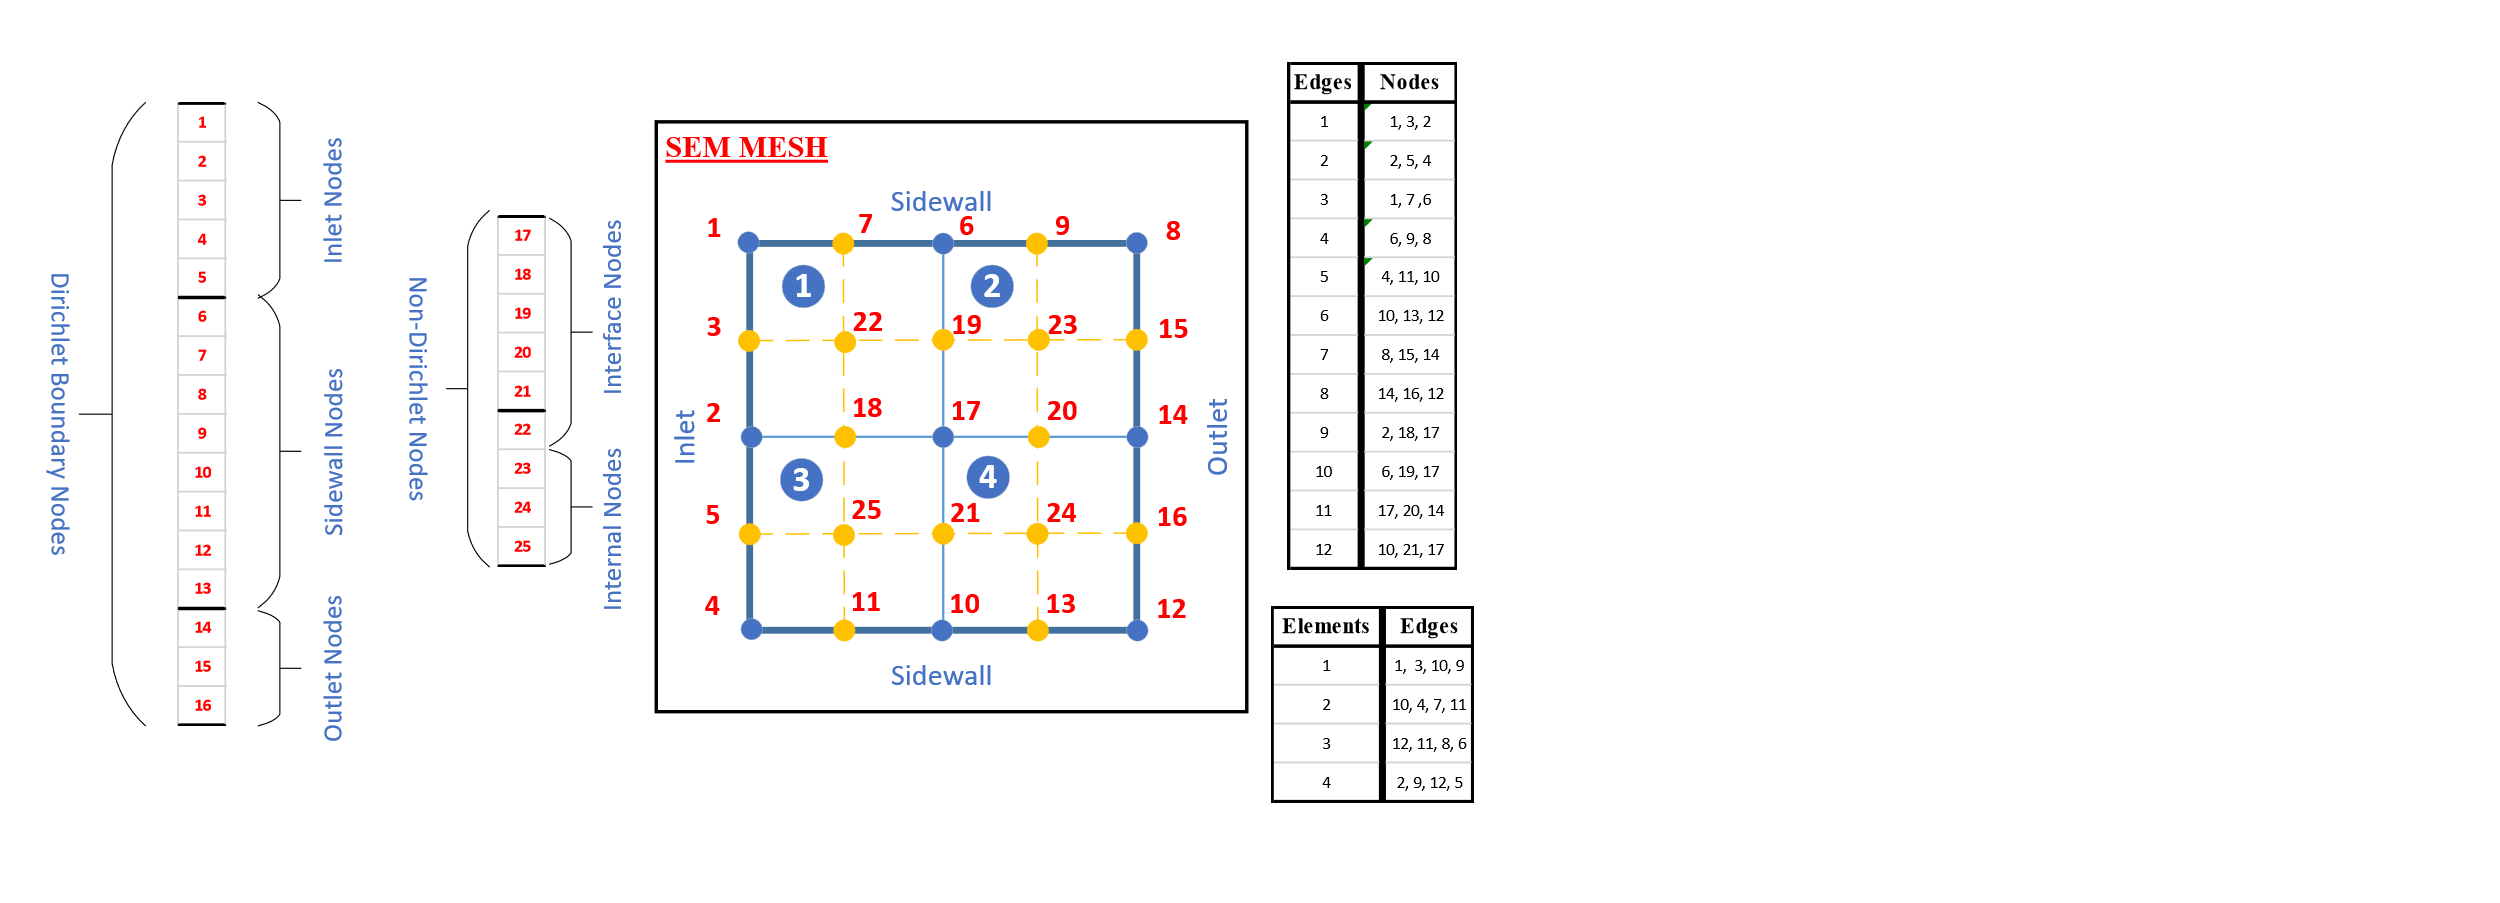 Dirichlet Boundary Nodes
1
2
3
4
5
6
7
8
9
10
11
12
13
14
15
16
Inlet Nodes
Sidewall Nodes
Outlet Nodes
Non-Dirichlet Nodes
17
18
19
20
21
22
23
24
25
Interface Nodes
Internal Nodes
SEM MESH
Sidewall
1 7 6 9 8
1 2
3 22 19 23 15
2 18 17 20 14
Inlet
Outlet
3 4
5 25 21 24 16
4 11 10 13 12
Sidewall
Edges Nodes
1 1, 3, 2
2 2, 5, 4
3 1, 7 ,6
4 6, 9, 8
5 4, 11, 10
6 10, 13, 12
7 8, 15, 14
8 14, 16, 12
9 2, 18, 17
10 6, 19, 17
11 17, 20, 14
12 10, 21, 17
Elements Edges
1 1, 3, 10, 9
2 10, 4, 7, 11
3 12, 11, 8, 6
4 2, 9, 12, 5